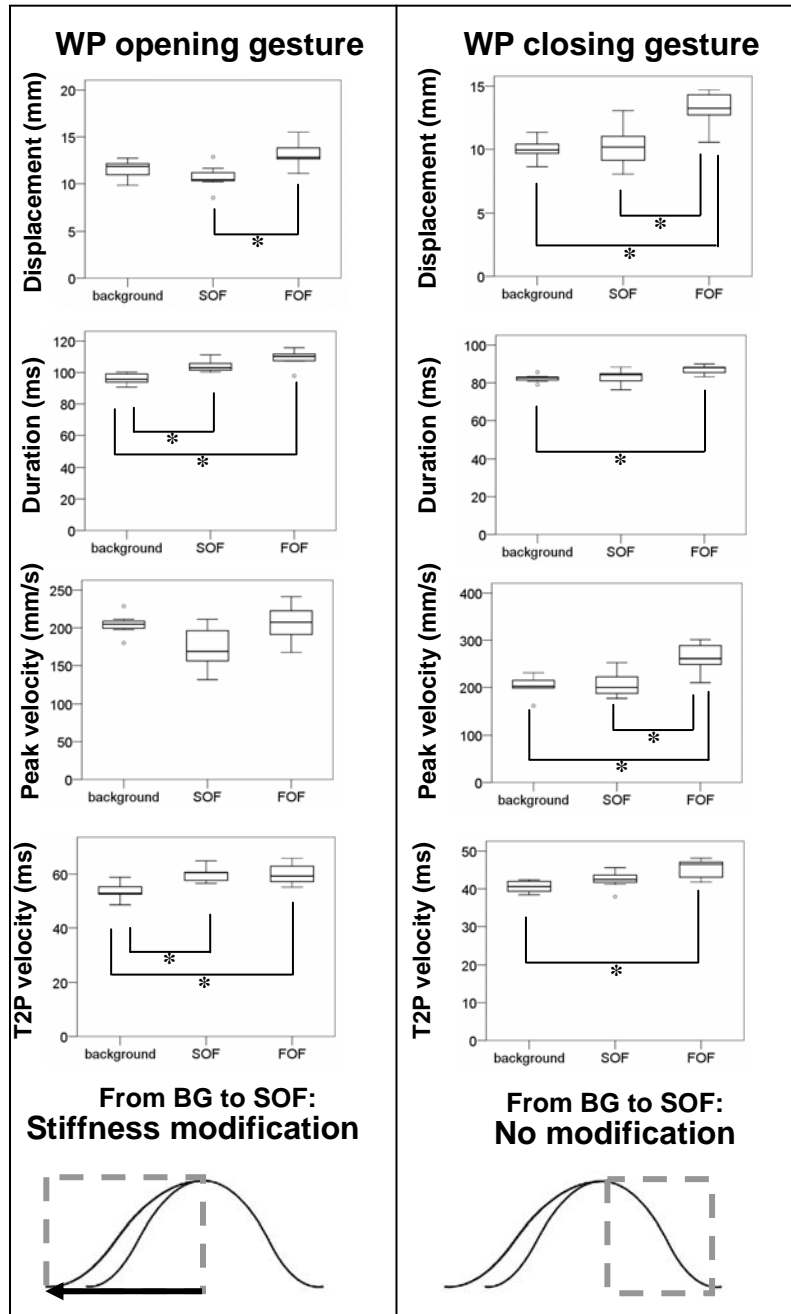 WP opening gesture
Displacement (mm)
20
15
10
5
0
*
background SOF FOF
Duration (ms)
120
100
80
60
40
20
0
*
*
background SOF FOF
Peak velocity (mm/s)
250
200
150
100
50
0
background SOF FOF
T2P velocity (ms)
60
40
20
0
*
*
background SOF FOF
From BG to SOF:
Stiffness modification
WP closing gesture
Displacement (mm)
15
10
5
0
*
*
background SOF FOF
Duration (ms)
100
80
60
40
20
0
*
background SOF FOF
Peak velocity (mm/s)
400
300
200
100
0
*
*
background SOF FOF
T2P velocity (ms)
50
40
30
20
10
0
*
background SOF FOF
From BG to SOF:
No modification